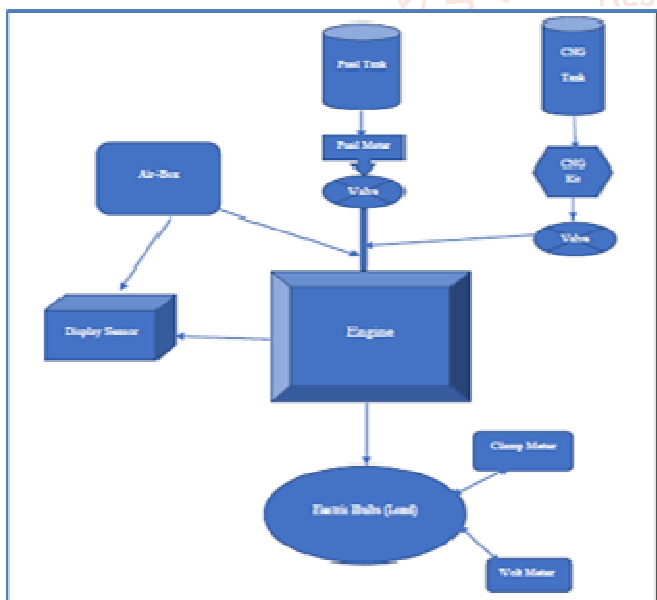 Res
Fuel Tank
CNG
Tank
Fuel Meter
CNG
Kit
Air-Box
Valve
Valve
Display Sensor
Engine
Clamp Meter
Electric Bulbs (Load)
Volt Meter